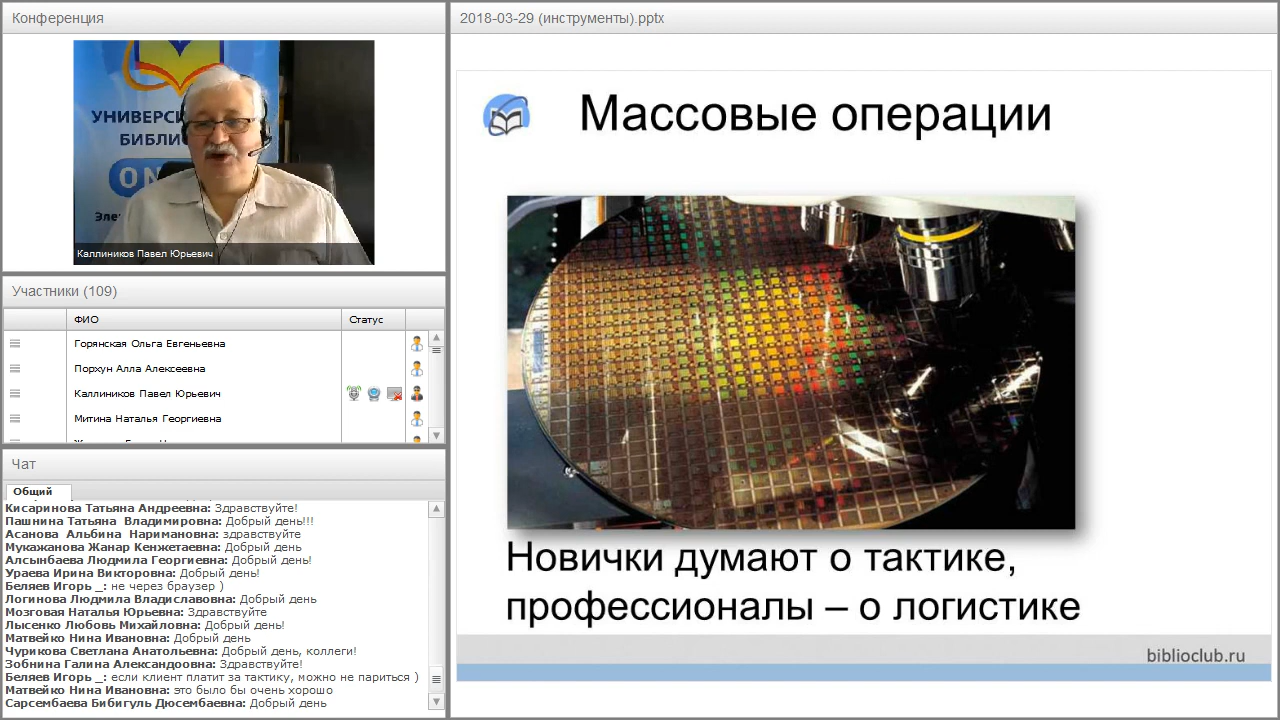 Конференция
УНИВЕРСИ
БИБЛИ
ON
Эле
Каллиников Павел Юрьевич
Участники (109)
ФИО Статус
Горянская Ольга Евгеньевна
Порхун Алла Алексеевна
Каллиников Павел Юрьевич
Митина Наталья Георгиевна
Чат
Общий
Кисаринова Татьяна Андреевна: Здравствуйте!
Пашнина Татьяна Владимировна: Добрый день!!!
Асанова Альбина Наримановна: здравствуйте
Мукажанова Жанар Кенжетаевна: Добрый день
Алсынбаева Людмила Георгиевна: Добрый день!
Ураева Ирина Викторовна: Добрый день!
Беляев Игорь _: не через браузер )
Логинова Людмила Владиславовна: Добрый день
Мозговая Наталья Юрьевна: Здравствуйте
Лысенко Любовь Михайловна: Добрый день!
Матвейко Нина Ивановна: Добрый день
Чурикова Светлана Анатольевна: Добрый день, коллеги!
Зобнина Галина Александоовна: Здравствуйте!
Беляев Игорь _: если клиент платит за тактику, можно не париться )
Матвейко Нина Ивановна: это было бы очень хорошо
Сарсембаева Бибигуль Дюсембаевна: Добрый день
2018-03-29 (инструменты).pptx
Массовые операции
Новички думают о тактике,
профессионалы – о логистике
biblioclub.ru